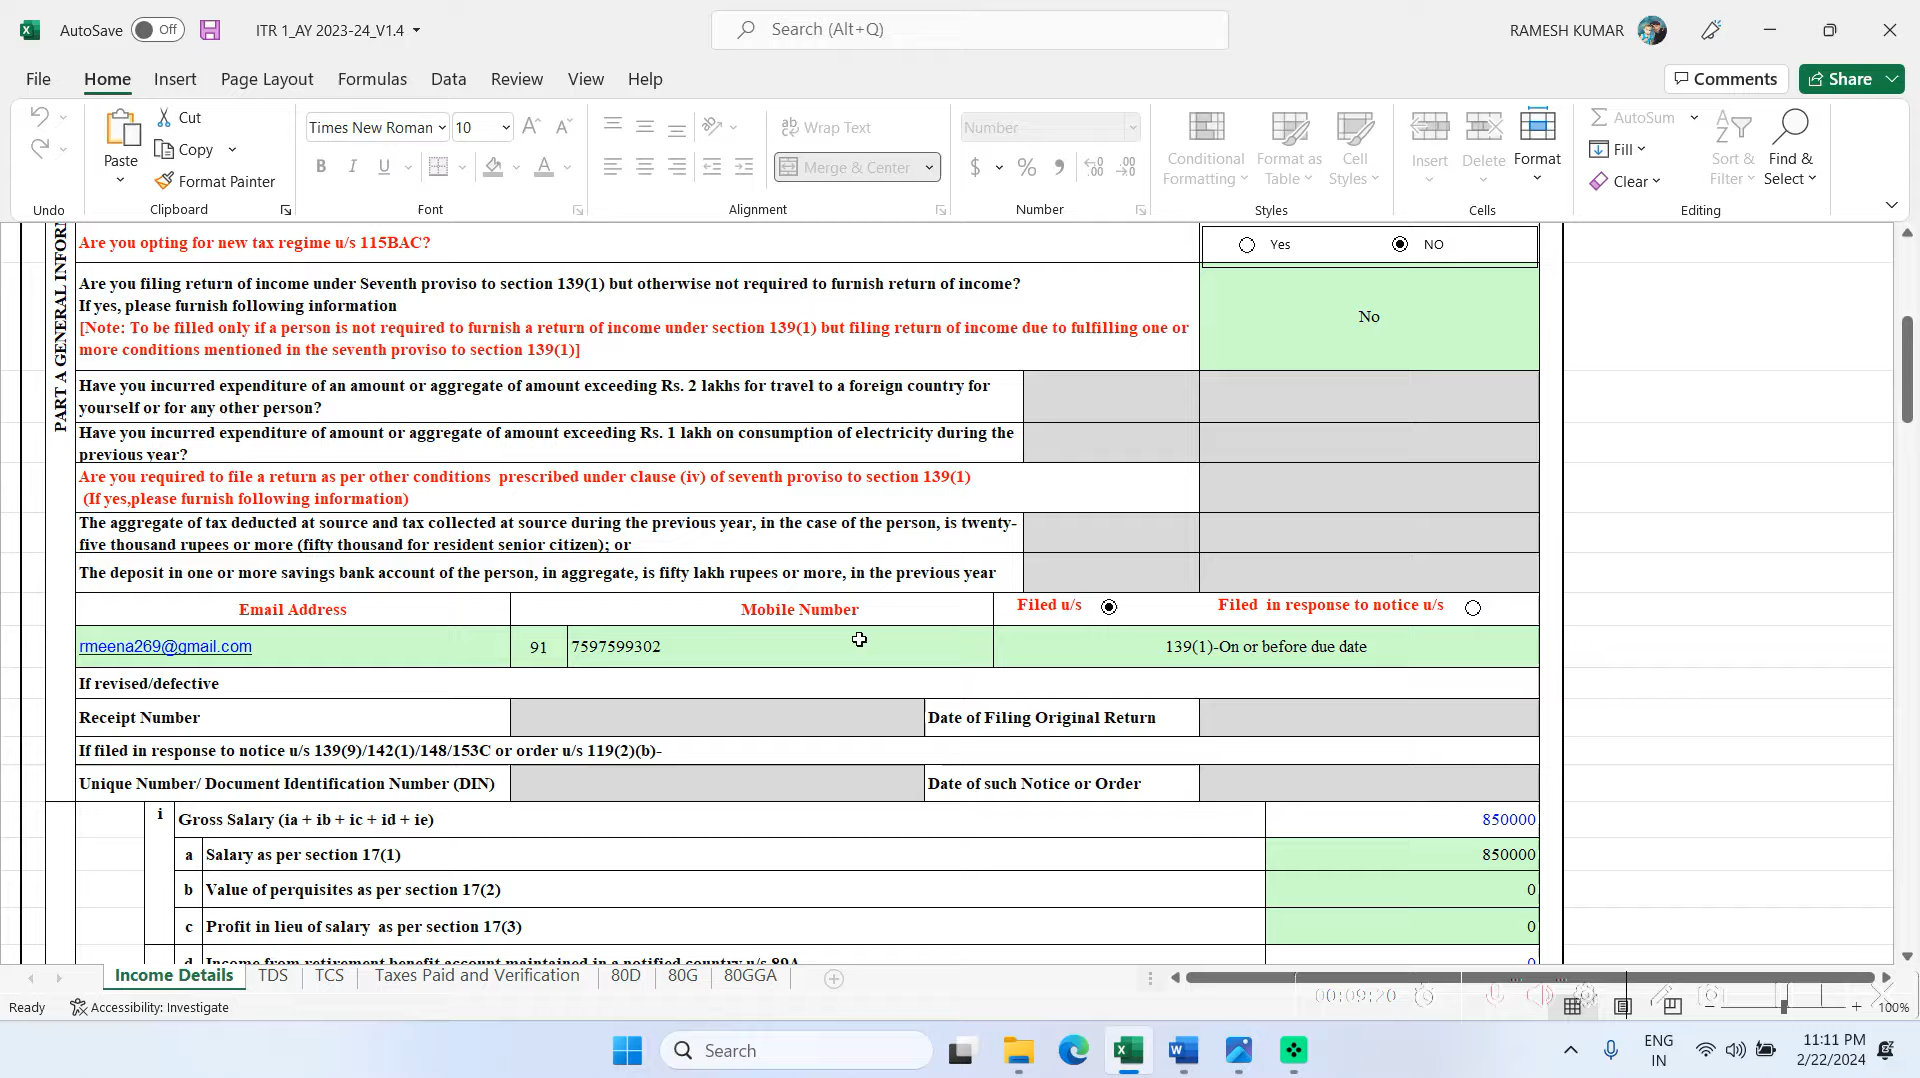 AutoSave Off ITR 1_AY 2023-24_V1.4 Search (Alt+Q) RAMESH KUMAR
File Home Insert Page Layout Formulas Data Review View Help Comments Share
Cut
Copy
Format Painter
Paste
Times New Roman 10
B I U
Wrap Text
Merge & Center
Number
Conditional Formatting
Format as Table
Cell Styles
Insert Delete Format
AutoSum
Fill
Clear
Sort & Filter
Find & Select
Undo Clipboard Font Alignment Number Styles Cells Editing
PART A GENERAL INFOR
Are you opting for new tax regime u/s 115BAC? Yes NO
Are you filing return of income under Seventh proviso to section 139(1) but otherwise not required to furnish return of income?
If yes, please furnish following information
[Note: To be filled only if a person is not required to furnish a return of income under section 139(1) but filing return of income due to fulfilling one or
more conditions mentioned in the seventh proviso to section 139(1)]
No
Have you incurred expenditure of an amount or aggregate of amount exceeding Rs. 2 lakhs for travel to a foreign country for
yourself or for any other person?
Have you incurred expenditure of amount or aggregate of amount exceeding Rs. 1 lakh on consumption of electricity during the
previous year?
Are you required to file a return as per other conditions prescribed under clause (iv) of seventh proviso to section 139(1)
(If yes,please furnish following information)
The aggregate of tax deducted at source and tax collected at source during the previous year, in the case of the person, is twenty-
five thousand rupees or more (fifty thousand for resident senior citizen); or
The deposit in one or more savings bank account of the person, in aggregate, is fifty lakh rupees or more, in the previous year
Email Address Mobile Number Filed u/s Filed in response to notice u/s
rmeena269@gmail.com 91 7597599302 139(1)-On or before due date
If revised/defective
Receipt Number Date of Filing Original Return
If filed in response to notice u/s 139(9)/142(1)/148/153C or order u/s 119(2)(b)-
Unique Number/ Document Identification Number (DIN) Date of such Notice or Order
i Gross Salary (ia + ib + ic + id + ie) 850000
a Salary as per section 17(1) 850000
b Value of perquisites as per section 17(2) 0
c Profit in lieu of salary as per section 17(3) 0
d Income from retirement benefit account maintained in a notified country u/s 89A 0
Income Details TDS TCS Taxes Paid and Verification 80D 80G 80GGA
Ready Accessibility: Investigate 00:09:20 100%
Search
ENG
IN
11:11 PM
2/22/2024